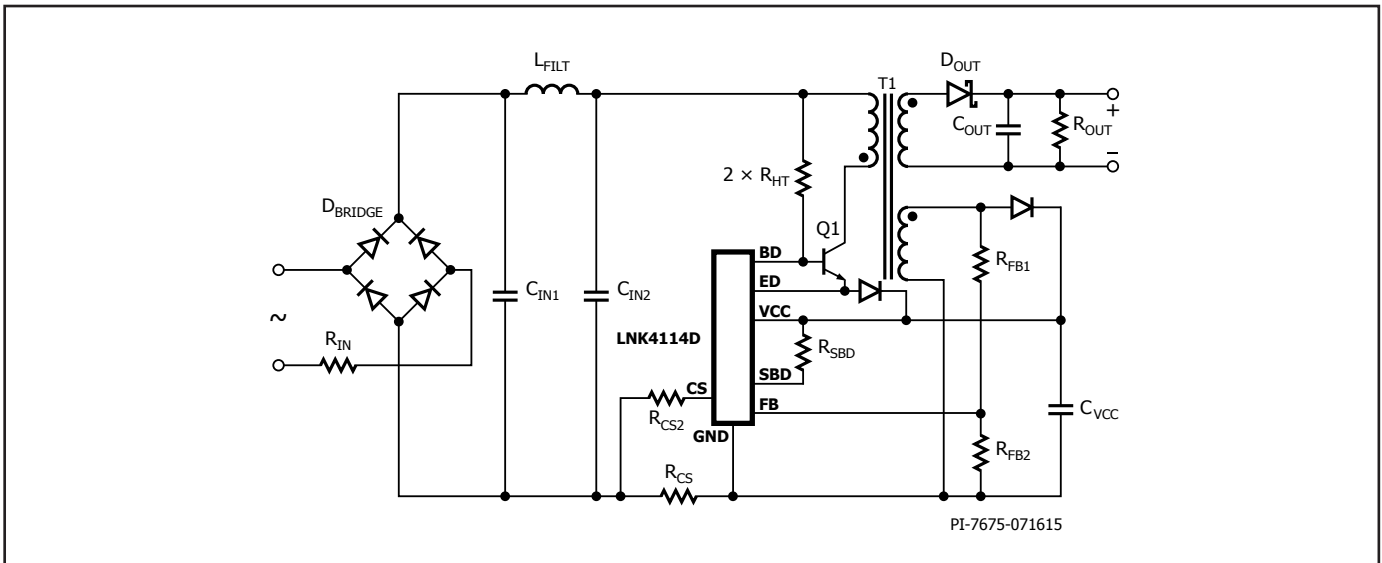 L_FILT
D_OUT
T1
C_OUT
R_OUT
+
–
2 × R_HT
D_BRIDGE
Q1
BD
ED
VCC
LNK4114D
R_SBD
SBD
CS
FB
R_CS2
GND
R_FB1
R_FB2
C_VCC
C_IN1
C_IN2
~
R_IN
R_CS
PI-7675-071615